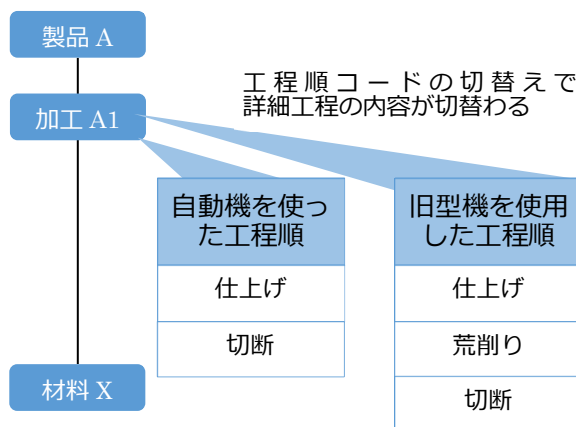 製品 A
工程順コードの切替えで
詳細工程の内容が切替わる
加工 A1
自動機を使っ
た工程順
仕上げ
切断
旧型機を使用
した工程順
仕上げ
荒削り
切断
材料 X